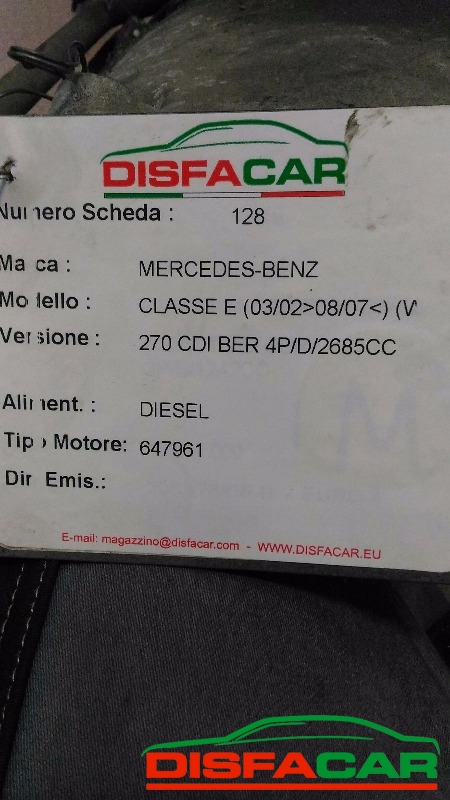 DISFACAR
Numero Scheda : 128
Marca : MERCEDES-BENZ
Modello : CLASSE E (03/02>08/07<) (W
Versione : 270 CDI BER 4P/D/2685CC
Aliment. : DIESEL
Tipo Motore: 647961
Dir Emis.:
E-mail: magazzino@disfacar.com - WWW.DISFACAR.EU
DISFACAR